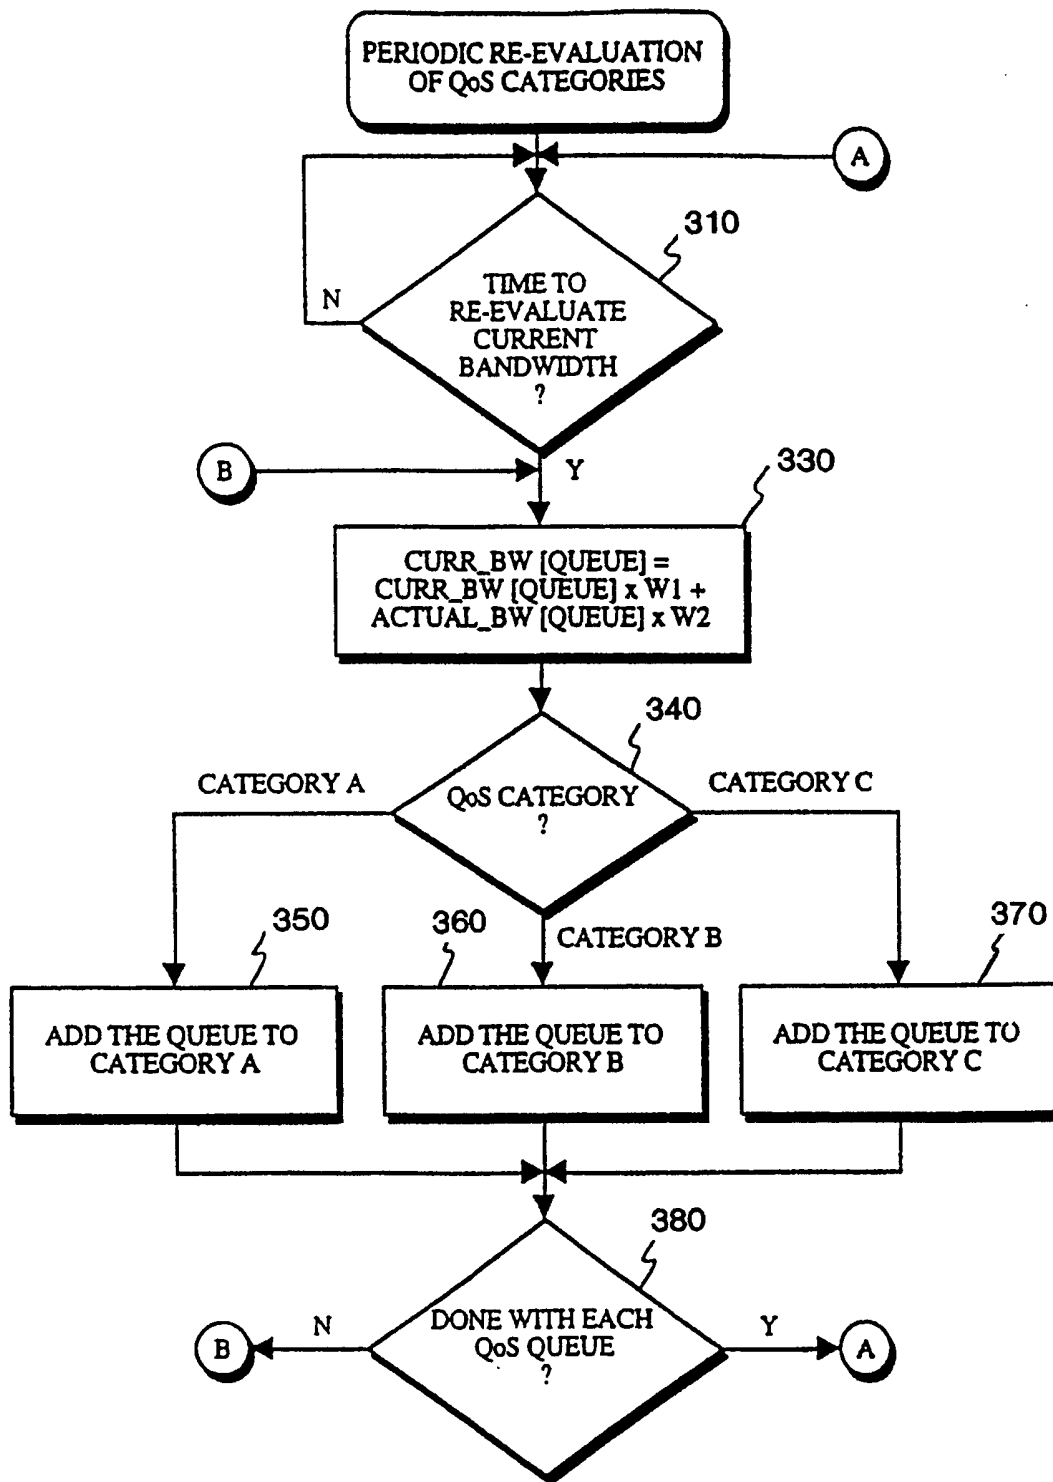 PERIODIC RE-EVALUATION
OF QoS CATEGORIES
A
310
TIME TO
RE-EVALUATE
CURRENT
BANDWIDTH
?
N
B
Y
330
CURR_BW [QUEUE] =
CURR_BW [QUEUE] x W1 +
ACTUAL_BW [QUEUE] x W2
340
CATEGORY A
QoS CATEGORY
?
CATEGORY C
350
360
CATEGORY B
370
ADD THE QUEUE TO
CATEGORY A
ADD THE QUEUE TO
CATEGORY B
ADD THE QUEUE TO
CATEGORY C
380
B
N
DONE WITH EACH
QoS QUEUE
?
Y
A